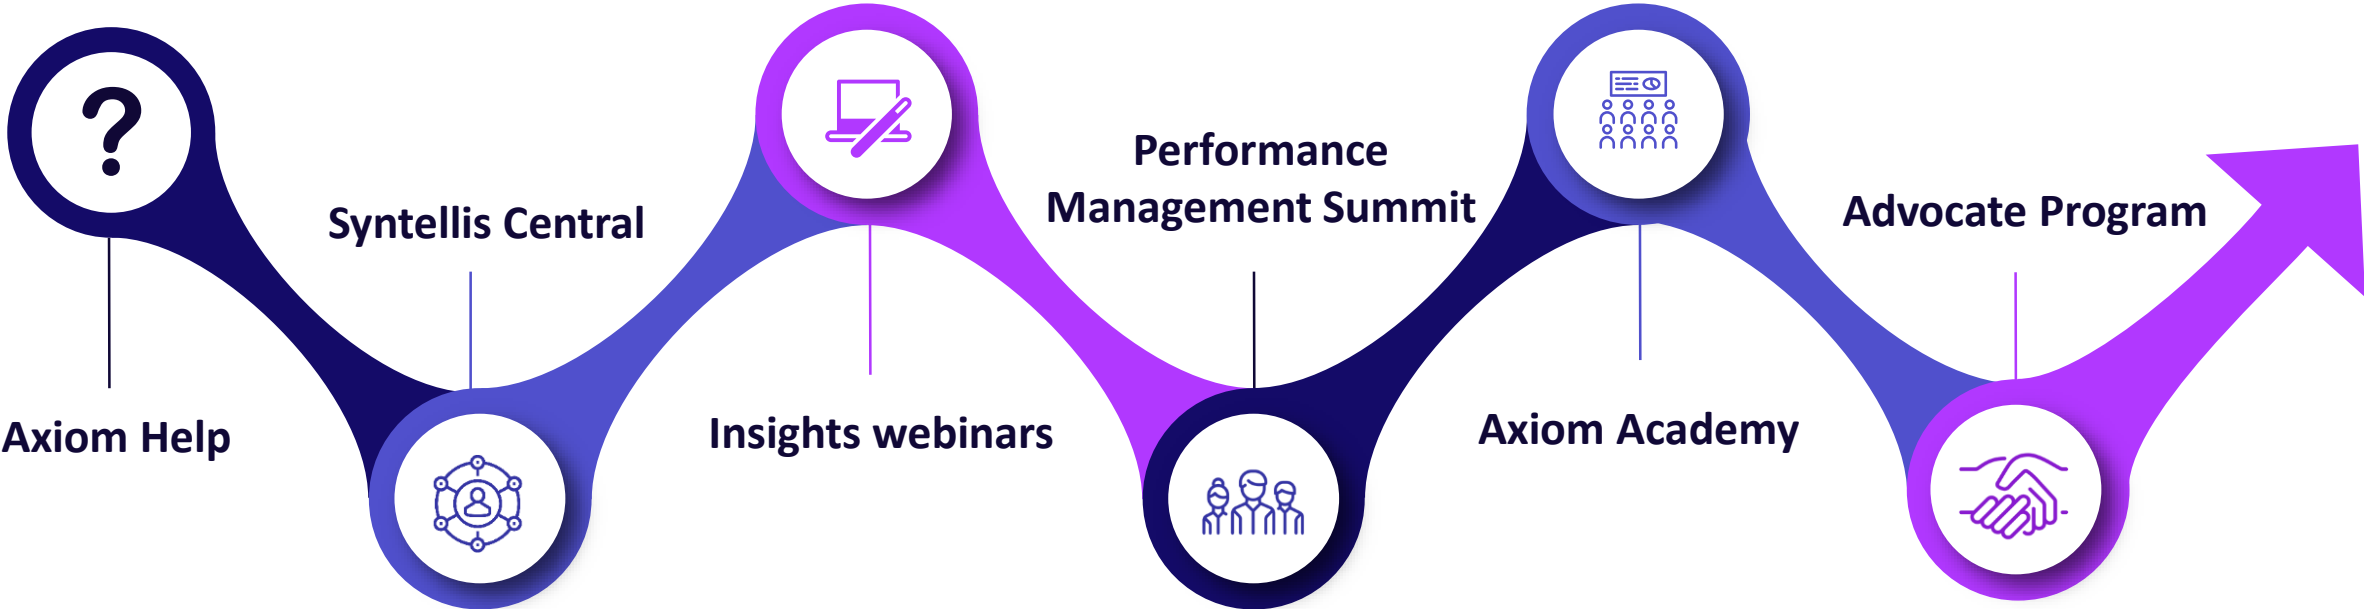 Axiom Help
Syntellis Central
Insights webinars
Performance
Management Summit
Axiom Academy
Advocate Program